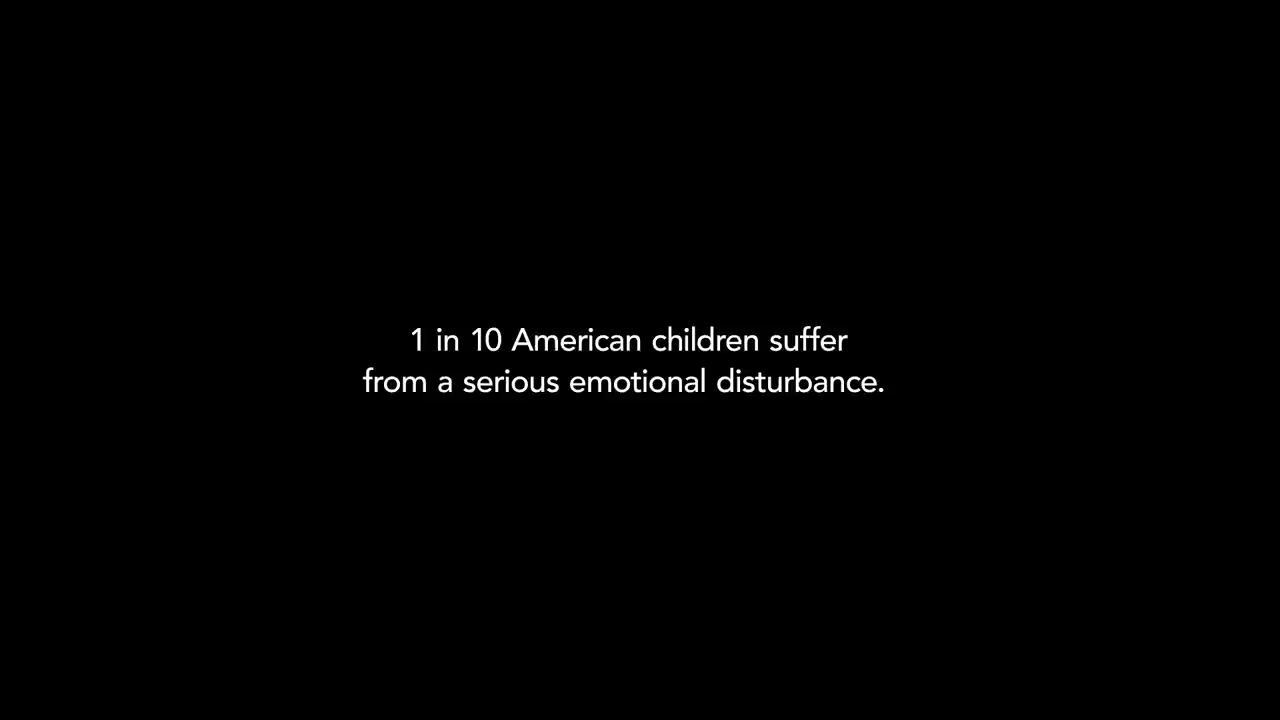 1 in 10 American children suffer
from a serious emotional disturbance.